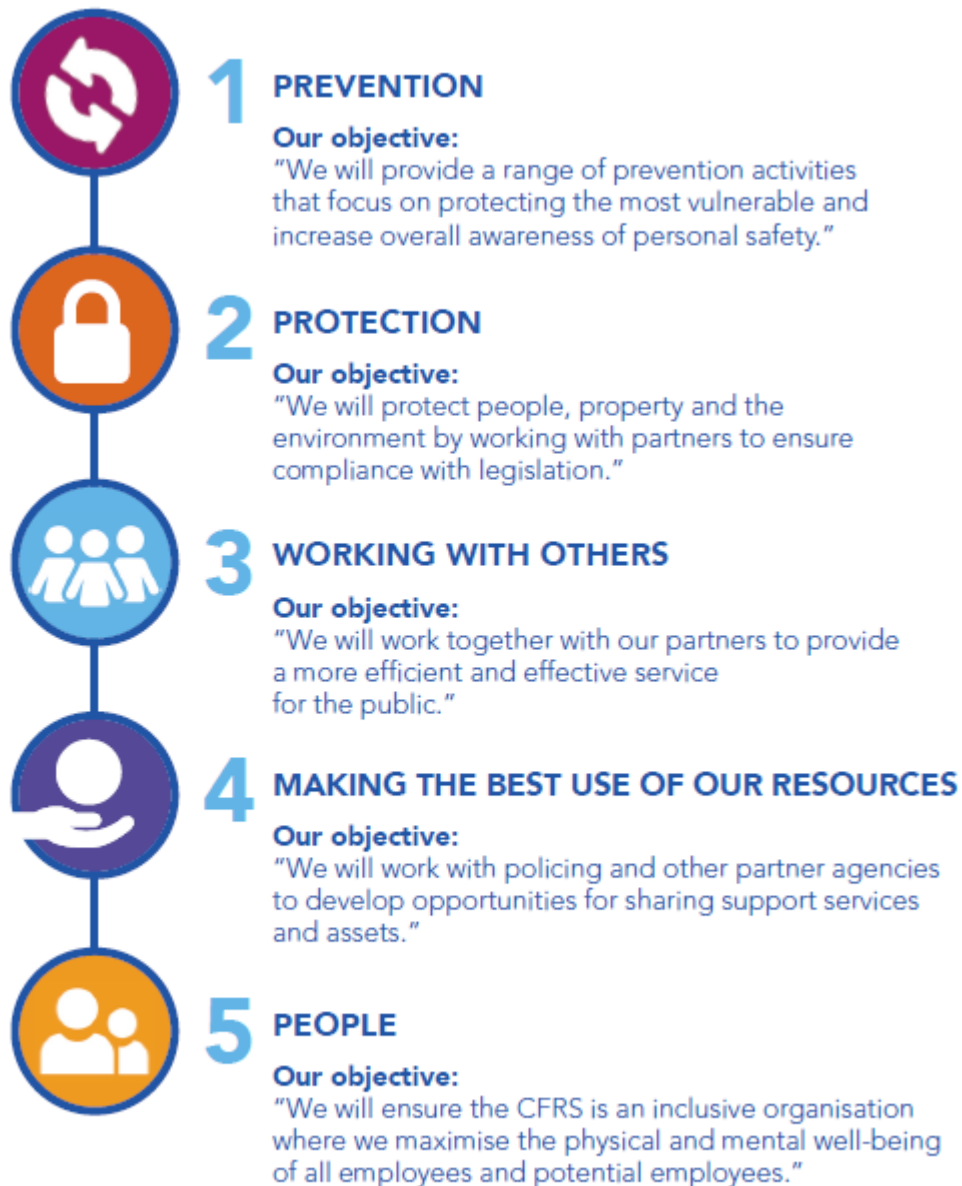 1 PREVENTION
Our objective:
“We will provide a range of prevention activities
that focus on protecting the most vulnerable and
increase overall awareness of personal safety.”
2 PROTECTION
Our objective:
“We will protect people, property and the
environment by working with partners to ensure
compliance with legislation.”
3 WORKING WITH OTHERS
Our objective:
“We will work together with our partners to provide
a more efficient and effective service
for the public.”
4 MAKING THE BEST USE OF OUR RESOURCES
Our objective:
“We will work with policing and other partner agencies
to develop opportunities for sharing support services
and assets.”
5 PEOPLE
Our objective:
“We will ensure the CFRS is an inclusive organisation
where we maximise the physical and mental well-being
of all employees and potential employees.”